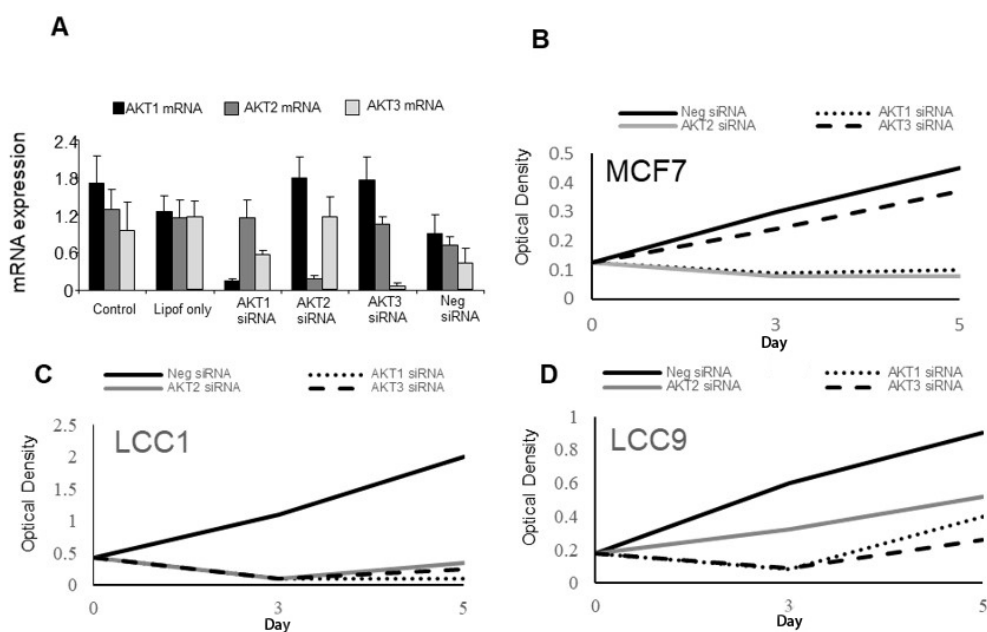 A
AKT1 mRNA AKT2 mRNA AKT3 mRNA
mRNA expression
2.4
1.8
1.2
0.6
0
Control Lipof only AKT1 siRNA AKT2 siRNA AKT3 siRNA Neg siRNA
B
Neg siRNA AKT1 siRNA
AKT2 siRNA AKT3 siRNA
MCF7
Optical Density
0.5
0.4
0.3
0.2
0.1
0
0 3 5
Day
C
Neg siRNA AKT1 siRNA
AKT2 siRNA AKT3 siRNA
LCC1
Optical Density
2.5
2
1.5
1
0.5
0
0 3 5
Day
D
Neg siRNA AKT1 siRNA
AKT2 siRNA AKT3 siRNA
LCC9
Optical Density
1
0.8
0.6
0.4
0.2
0
0 3 5
Day